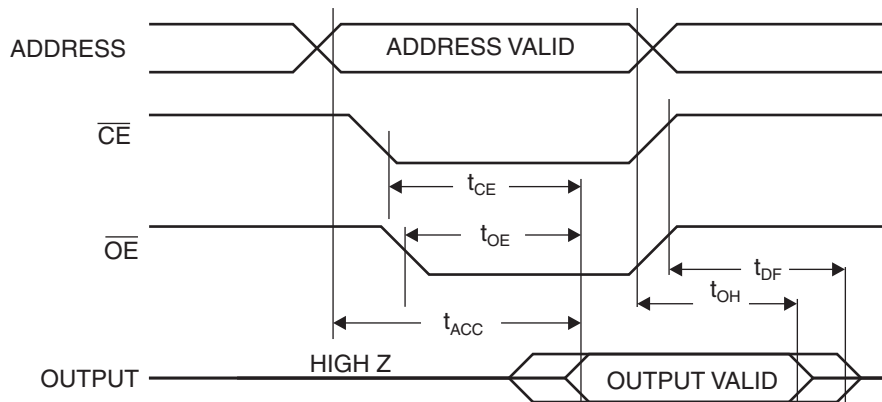 ADDRESS
ADDRESS VALID
CE
tCE
OE
tOE
tDF
tOH
tACC
HIGH Z
OUTPUT
OUTPUT VALID